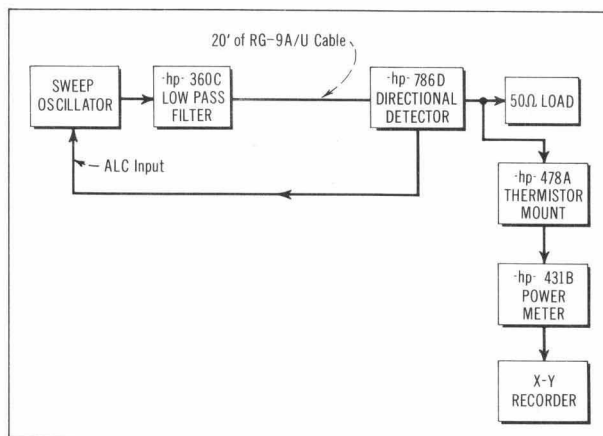 20' of RG-9A/U Cable
SWEEP
OSCILLATOR
-hp- 360C
LOW PASS
FILTER
-hp- 786D
DIRECTIONAL
DETECTOR
50Ω LOAD
ALC Input
-hp- 478A
THERMISTOR
MOUNT
-hp- 431B
POWER
METER
X-Y
RECORDER